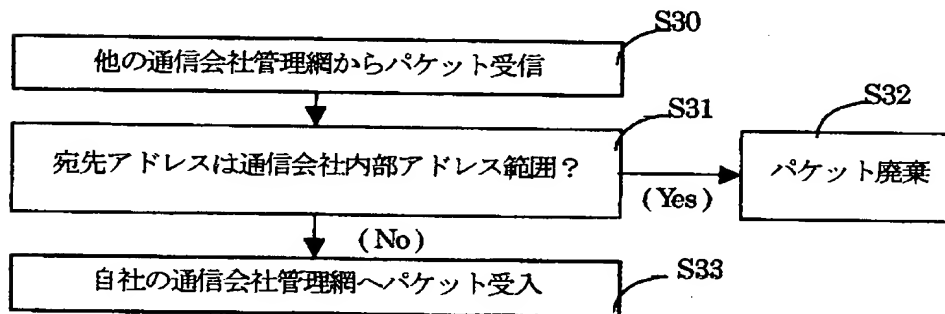 S30
他の通信会社管理網からパケット受信
S31
宛先アドレスは通信会社内部アドレス範囲？
S32
パケット廃棄
(Yes)
(No)
自社の通信会社管理網へパケット受入
S33